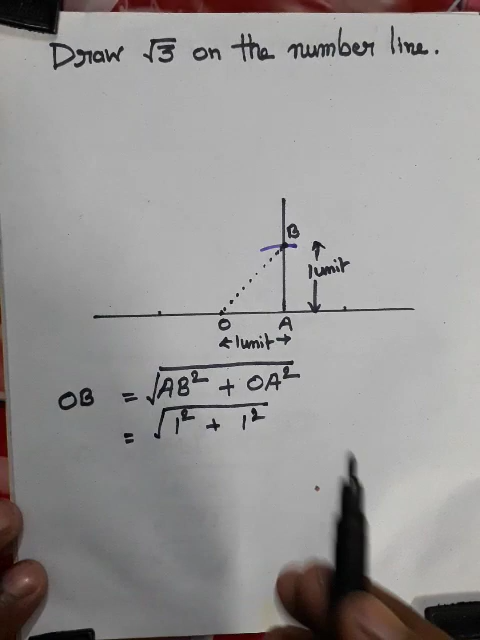 Draw √3 on the number line.
B
1unit
O A
1unit
OB = √AB² + OA²
= √1² + 1²